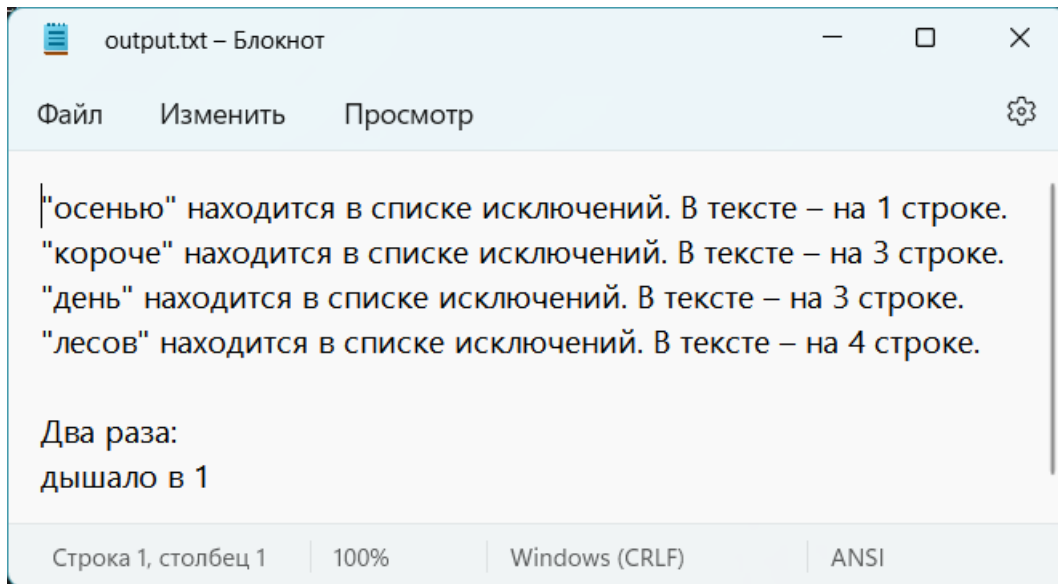 output.txt – Блокнот
Файл Изменить Просмотр
"осенью" находится в списке исключений. В тексте – на 1 строке.
"короче" находится в списке исключений. В тексте – на 3 строке.
"день" находится в списке исключений. В тексте – на 3 строке.
"лесов" находится в списке исключений. В тексте – на 4 строке.
Два раза:
дышало в 1
Строка 1, столбец 1 100% Windows (CRLF) ANSI